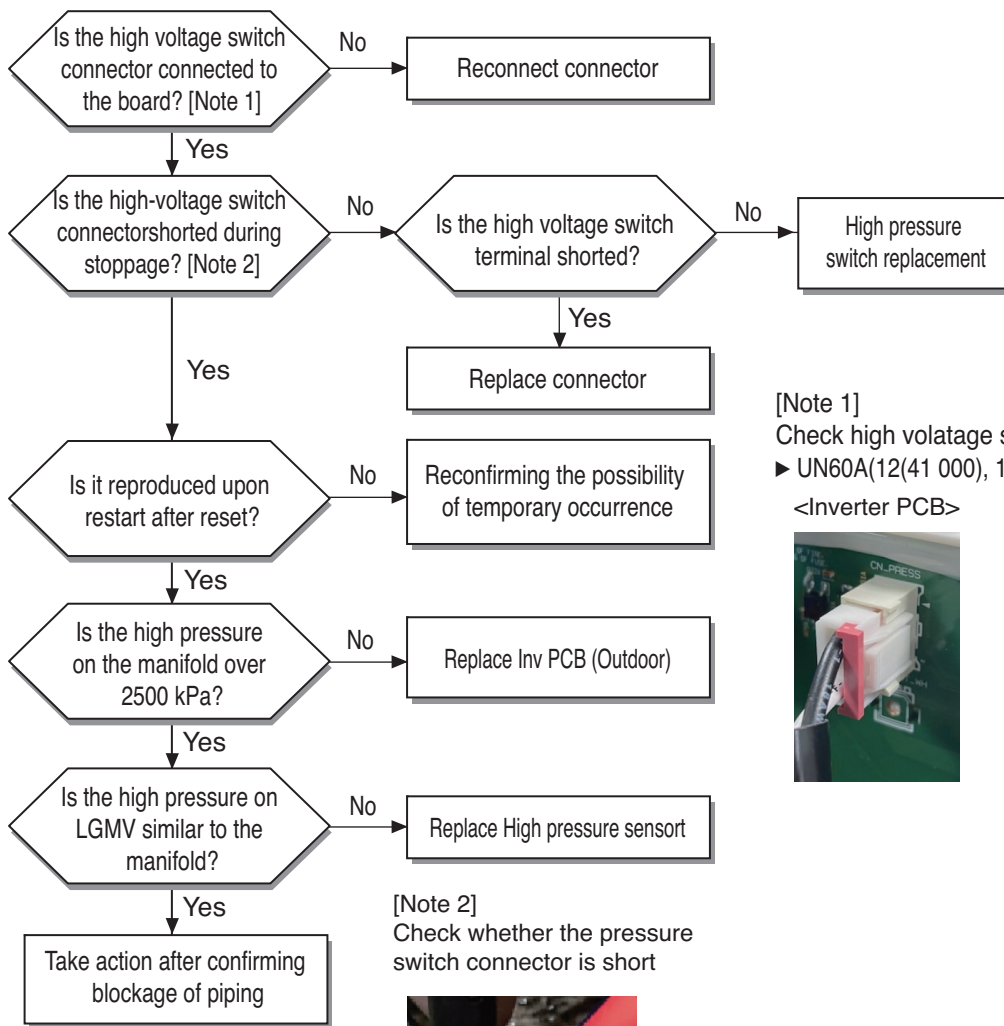 Is the high voltage switch
connector connected to
the board? [Note 1]
No
Reconnect connector
Yes
Is the high-voltage switch
connectorshorted during
stoppage? [Note 2]
No
Is the high voltage switch
terminal shorted?
No
High pressure
switch replacement
Yes
Replace connector
Yes
[Note 1]
Check high volatage s
▶ UN60A(12(41 000), 1
<Inverter PCB>
CN_PRESS
Is it reproduced upon
restart after reset?
No
Reconfirming the possibility
of temporary occurrence
Yes
Is the high pressure
on the manifold over
2500 kPa?
No
Replace Inv PCB (Outdoor)
Yes
Is the high pressure on
LGMV similar to the
manifold?
No
Replace High pressure sensort
Yes
Take action after confirming
blockage of piping
[Note 2]
Check whether the pressure
switch connector is short